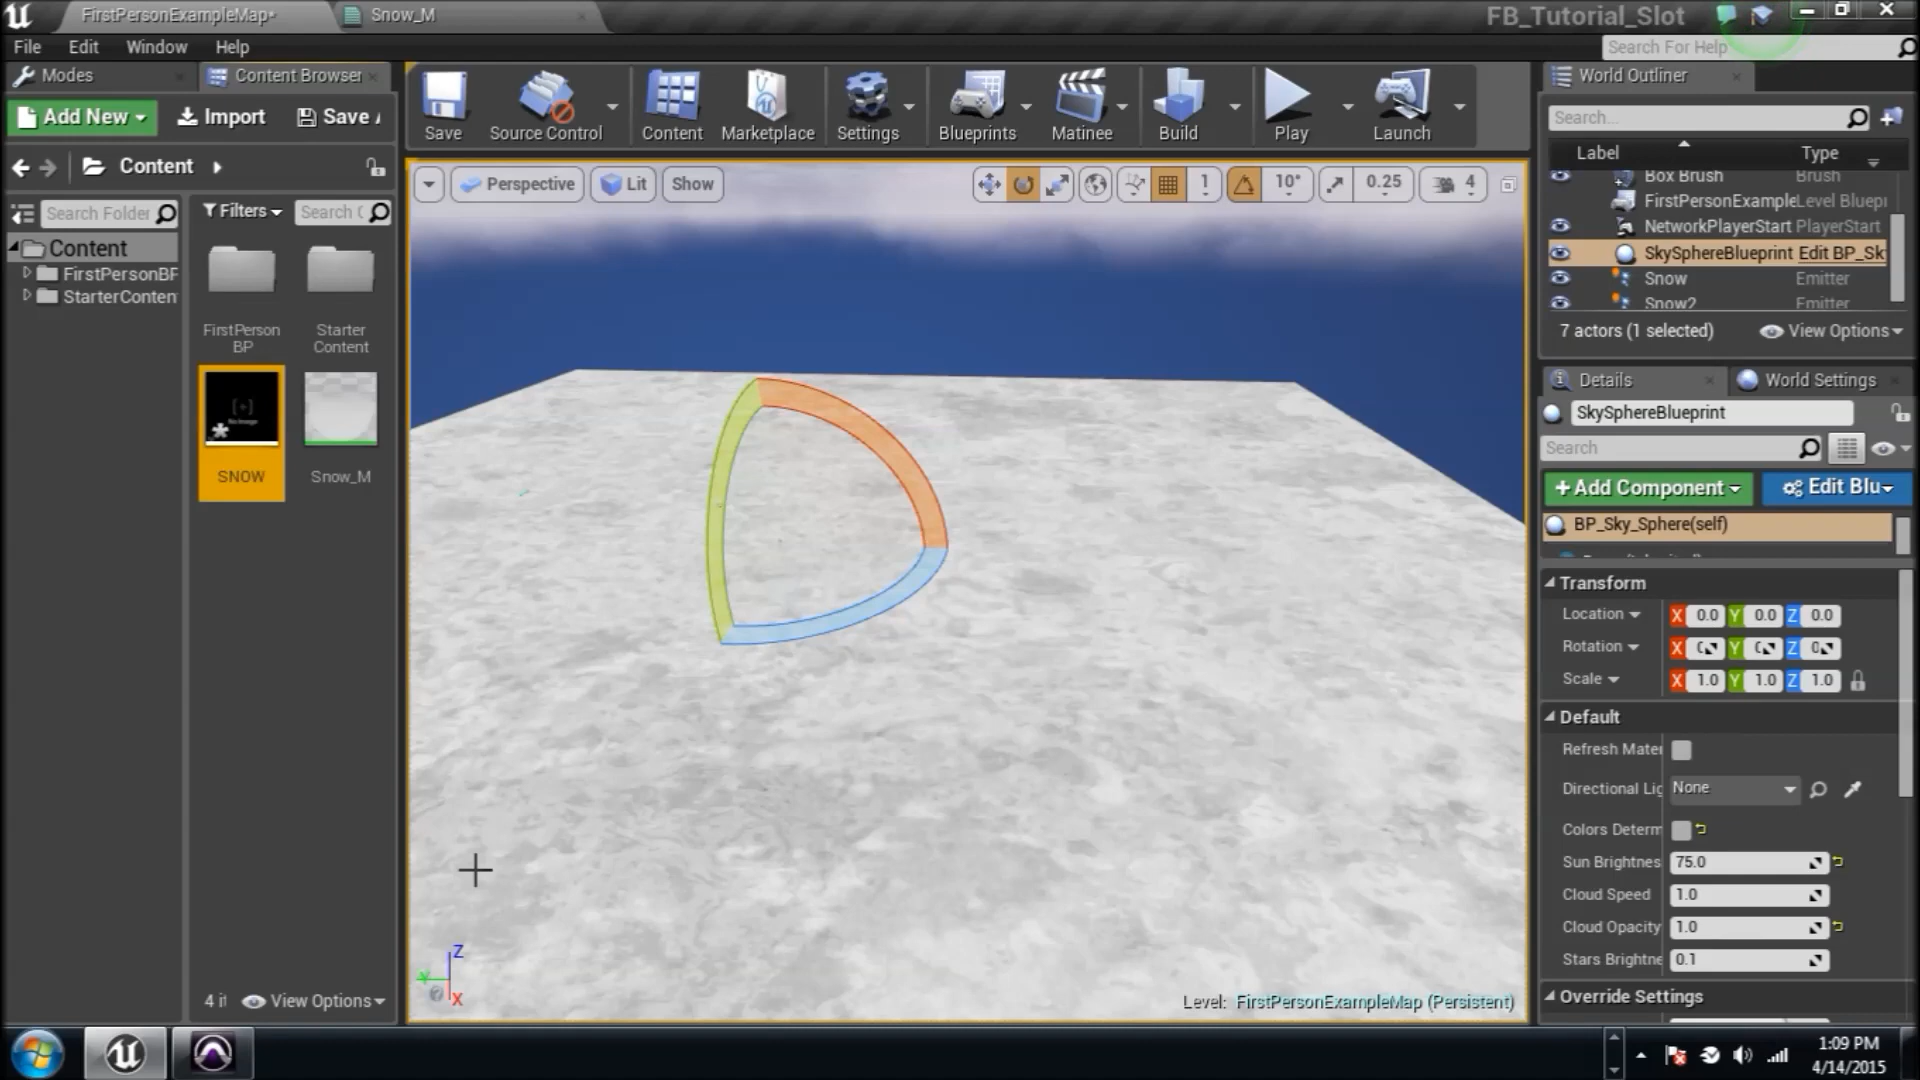 FirstPersonExampleMap*
Snow_M
FB_Tutorial_Slot
File Edit Window Help
Search For Help
Modes
Content Browser
World Outliner
Add New
Import
Save
Save
Source Control
Content
Marketplace
Settings
Blueprints
Matinee
Build
Play
Launch
Search...
Content
Label
Type
Perspective
Lit
Show
1
10°
0.25
4
Box Brush Brush
FirstPersonExample Level Bluepr
NetworkPlayerStart PlayerStart
SkySphereBlueprint Edit BP_Sk
Snow Emitter
Snow2 Emitter
7 actors (1 selected)
View Options
Search Folder
Filters
Search
Content
FirstPersonBP
StarterConten
FirstPerson
BP
Starter
Content
SNOW
Snow_M
Details
World Settings
SkySphereBlueprint
Search
+Add Component
Edit Blu
BP_Sky_Sphere(self)
Transform
Location X 0.0 Y 0.0 Z 0.0
Rotation X Y Z
Scale X 1.0 Y 1.0 Z 1.0
Default
Refresh Mater
Directional Lig None
Colors Determ
Sun Brightnes 75.0
Cloud Speed 1.0
Cloud Opacity 1.0
Stars Brightne 0.1
Override Settings
Z
Y
X
4 it
View Options
Level: FirstPersonExampleMap (Persistent)
1:09 PM
4/14/2015